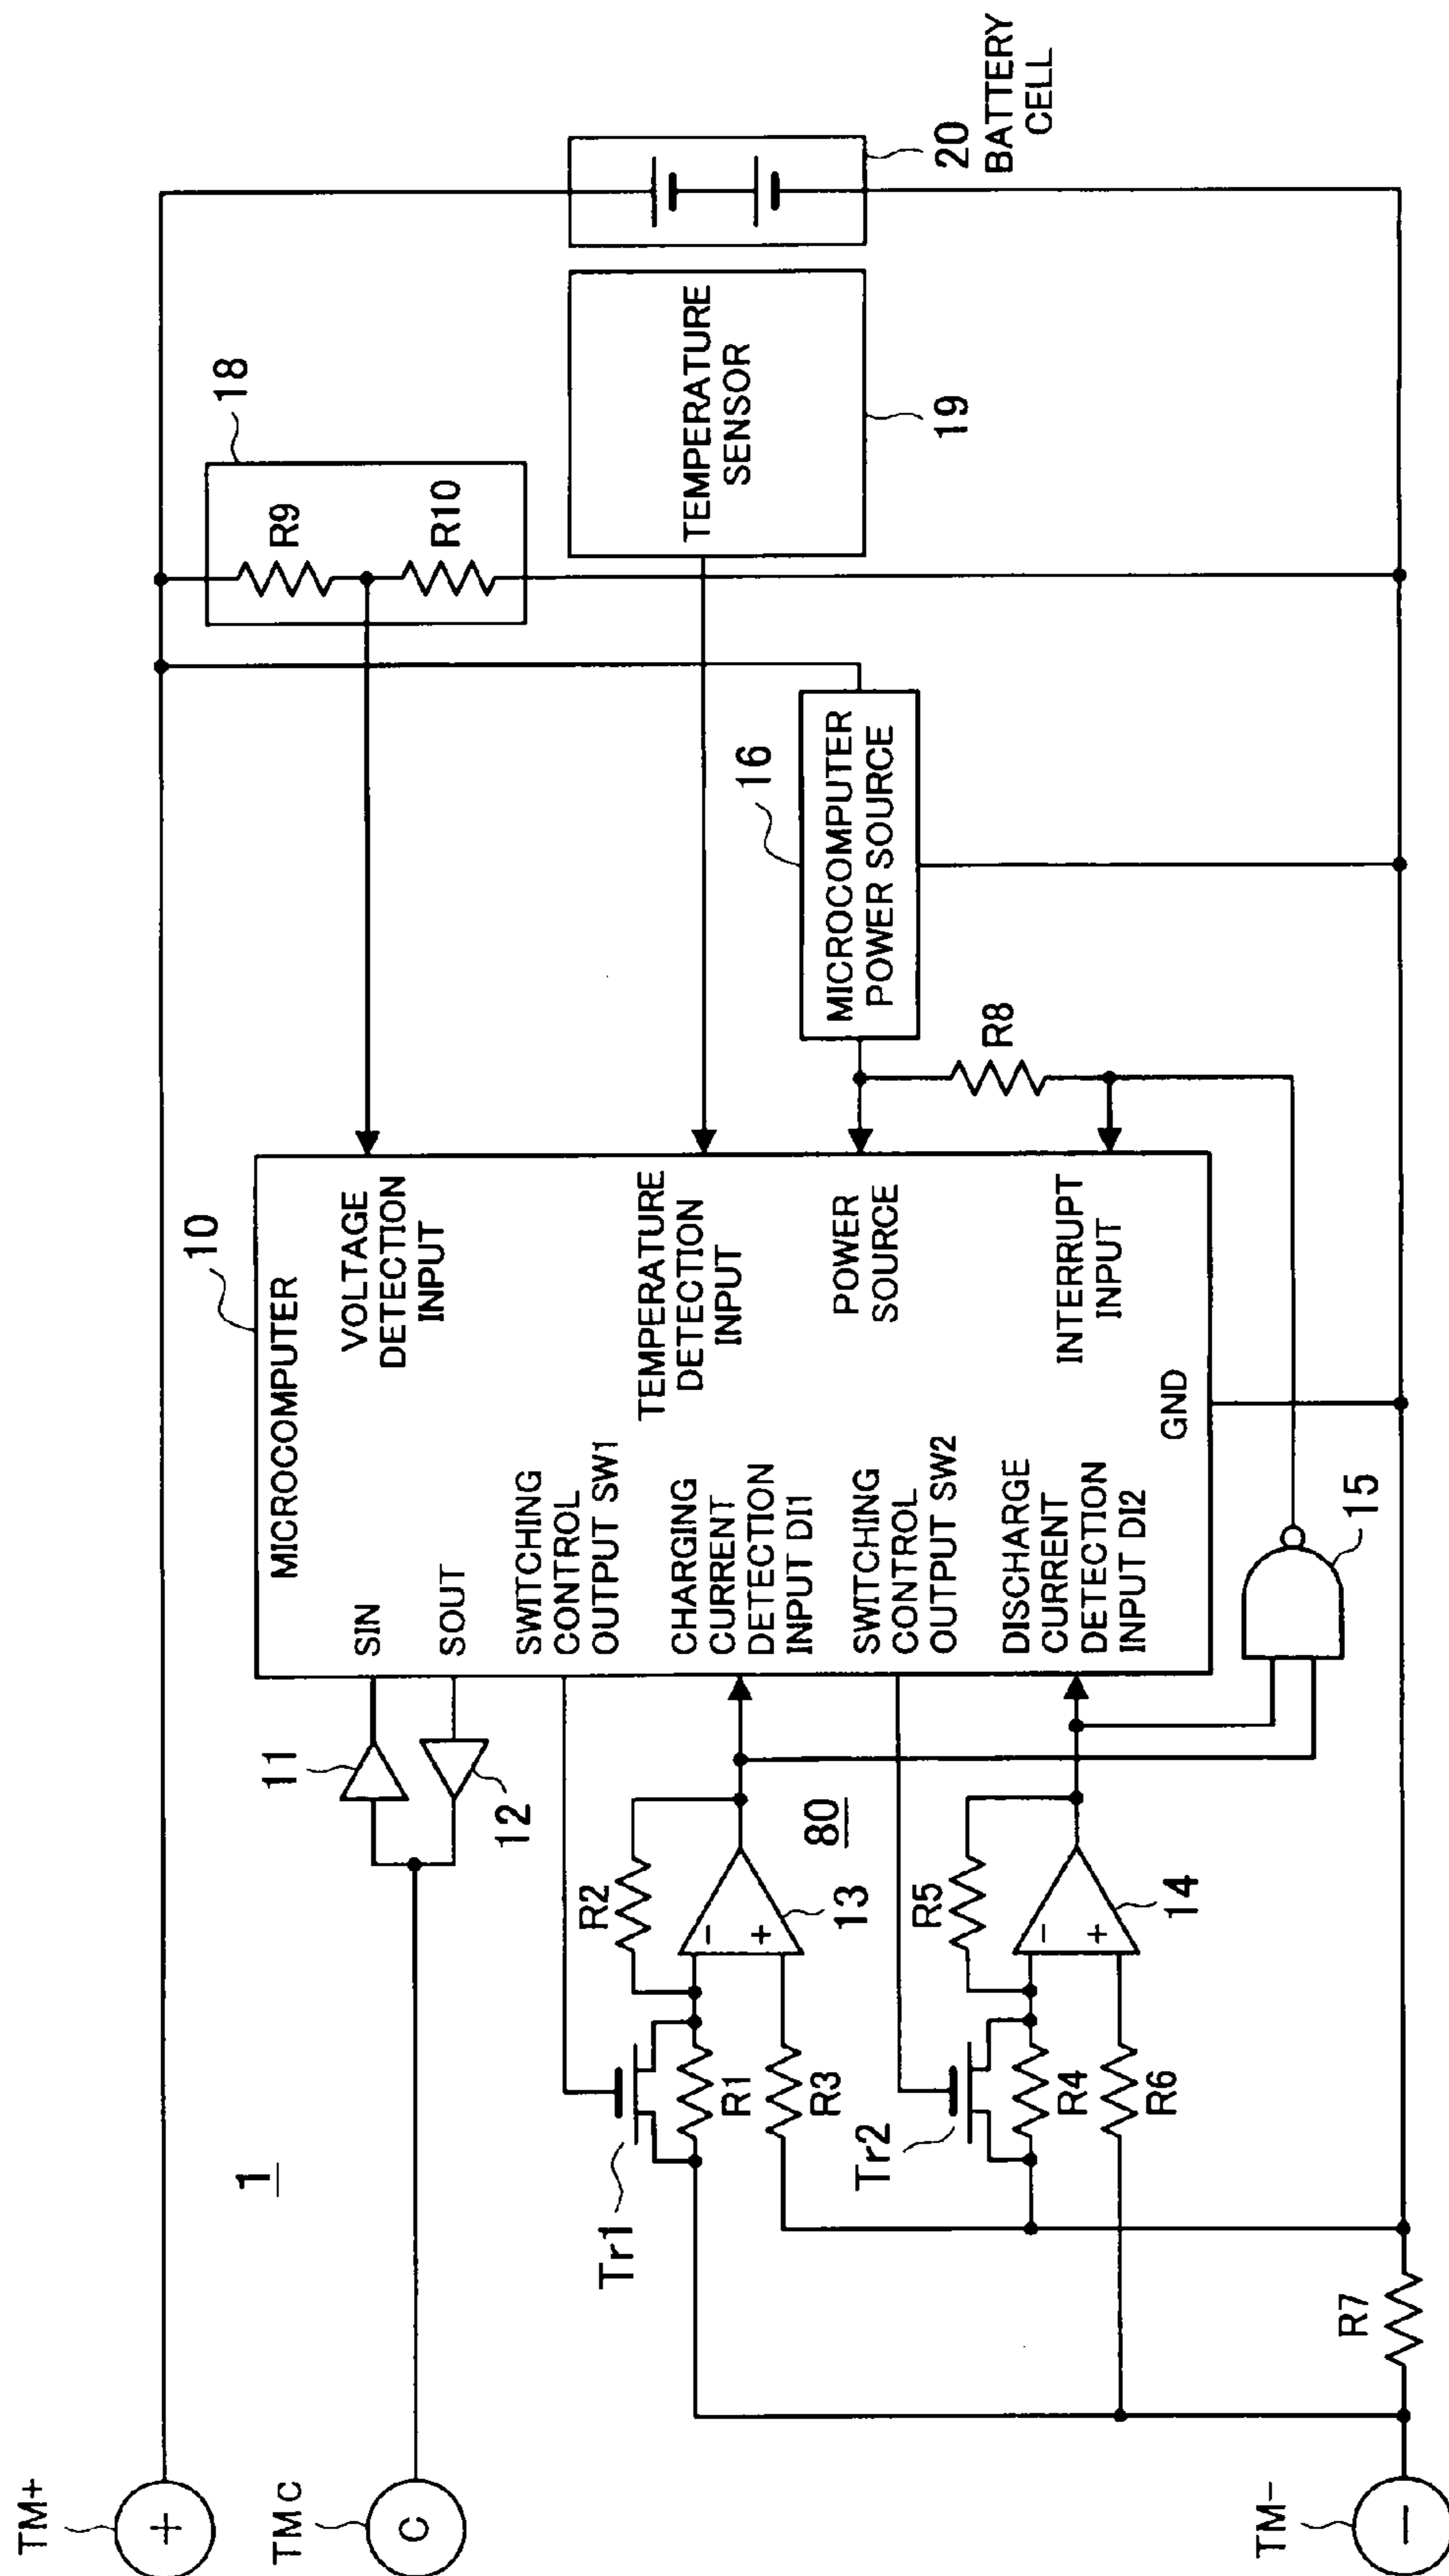 TM+
+
TMC
C
TM−
−
1
11
12
SIN
SOUT
10
MICROCOMPUTER
VOLTAGE
DETECTION
INPUT
SWITCHING
CONTROL
OUTPUT SW1
TEMPERATURE
DETECTION
INPUT
CHARGING
CURRENT
DETECTION
INPUT DI1
SWITCHING
CONTROL
OUTPUT SW2
POWER
SOURCE
DISCHARGE
CURRENT
DETECTION
INPUT DI2
INTERRUPT
INPUT
GND
Tr1
R1
R2
R3
−
+
13
80
Tr2
R4
R5
R6
−
+
14
15
R7
R8
16
MICROCOMPUTER
POWER SOURCE
18
R9
R10
TEMPERATURE
SENSOR
19
20
BATTERY
CELL